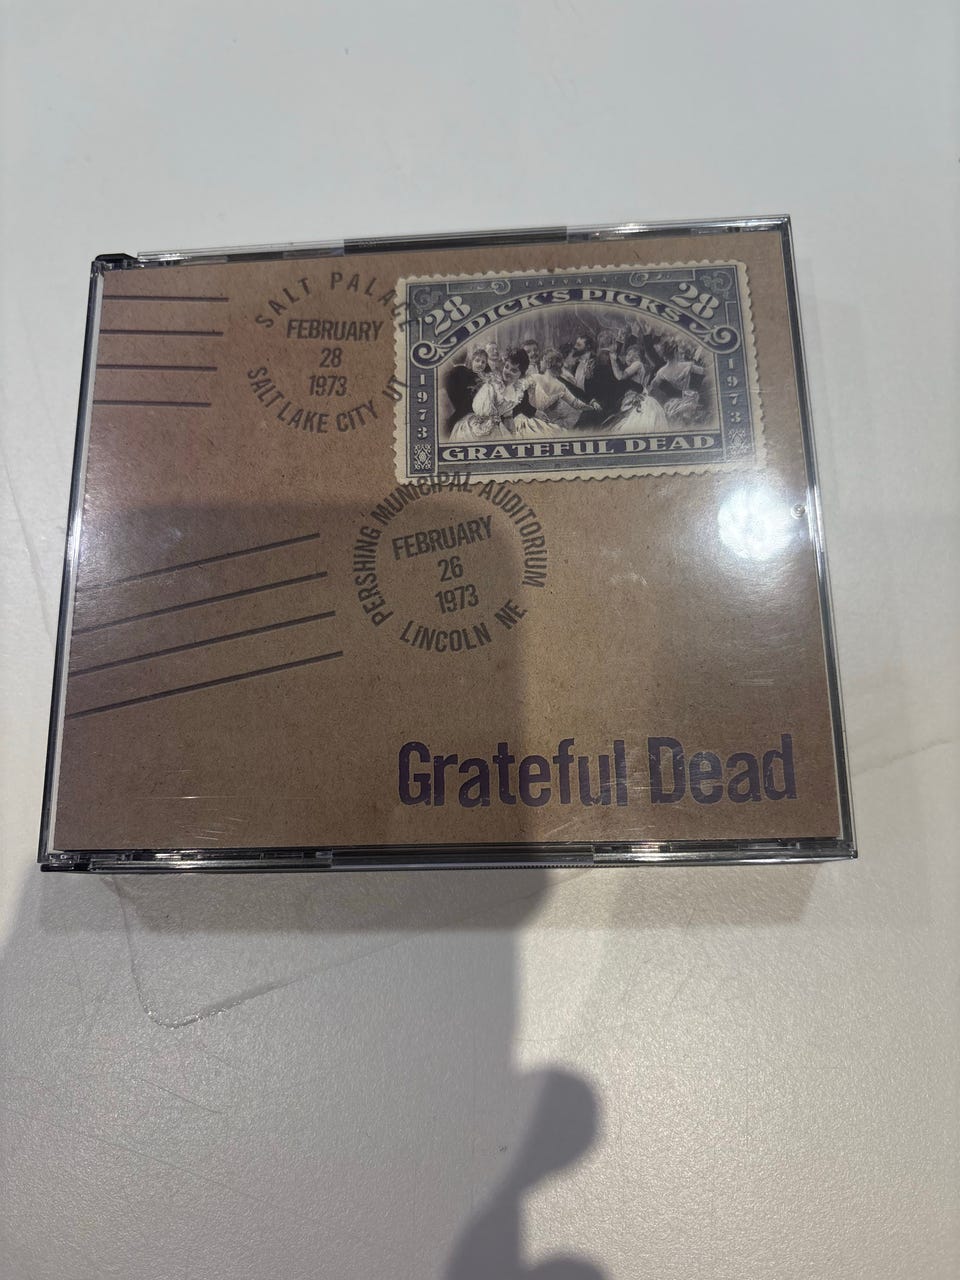 SALT PALACE
FEBRUARY
28
1973
SALT LAKE CITY UT
LATVALA
28 28
DICK'S PICKS
1973 1973
GRATEFUL DEAD
PERSHING MUNICIPAL AUDITORIUM
FEBRUARY
26
1973
LINCOLN NE
Grateful Dead